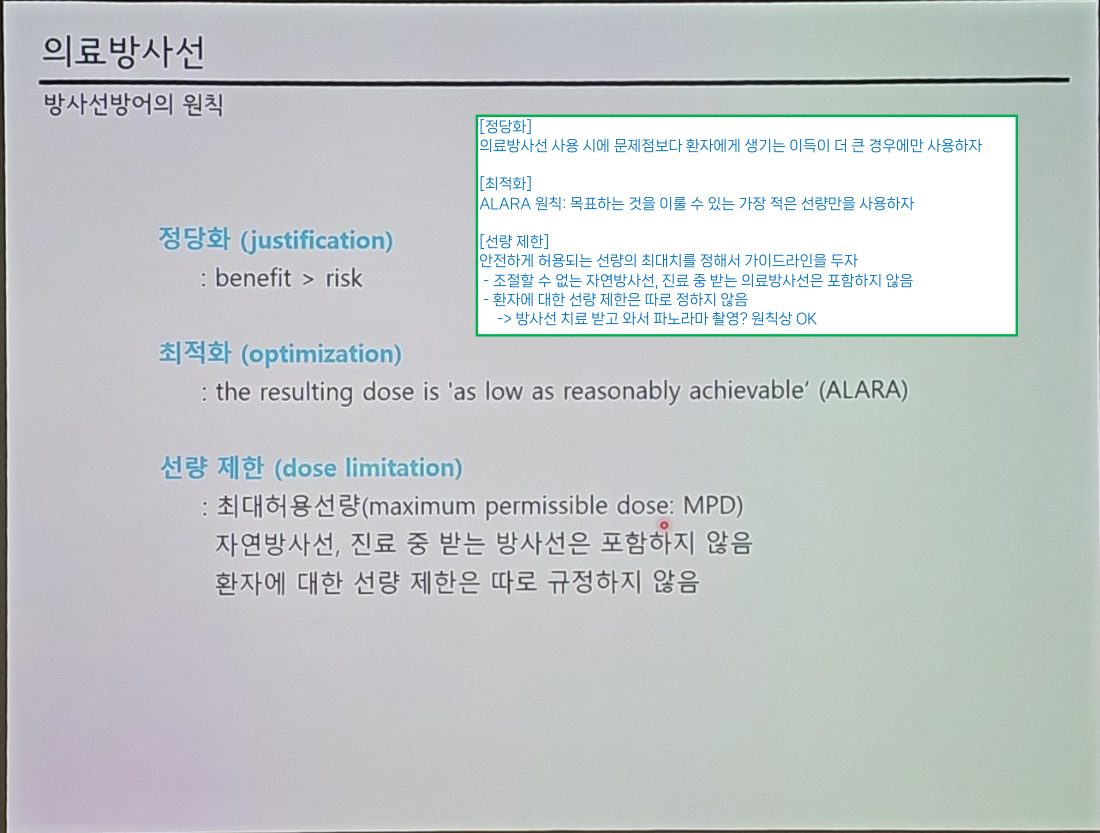 의료방사선
방사선방어의 원칙
[정당화]
의료방사선 사용 시에 문제점보다 환자에게 생기는 이득이 더 큰 경우에만 사용하자
[최적화]
ALARA 원칙: 목표하는 것을 이룰 수 있는 가장 적은 선량만을 사용하자
[선량 제한]
안전하게 허용되는 선량의 최대치를 정해서 가이드라인을 두자
- 조절할 수 없는 자연방사선, 진료 중 받는 의료방사선은 포함하지 않음
- 환자에 대한 선량 제한은 따로 정하지 않음
-> 방사선 치료 받고 와서 파노라마 촬영? 원칙상 OK
정당화 (justification)
: benefit > risk
최적화 (optimization)
: the resulting dose is 'as low as reasonably achievable’ (ALARA)
선량 제한 (dose limitation)
: 최대허용선량(maximum permissible dose: MPD)
자연방사선, 진료 중 받는 방사선은 포함하지 않음
환자에 대한 선량 제한은 따로 규정하지 않음